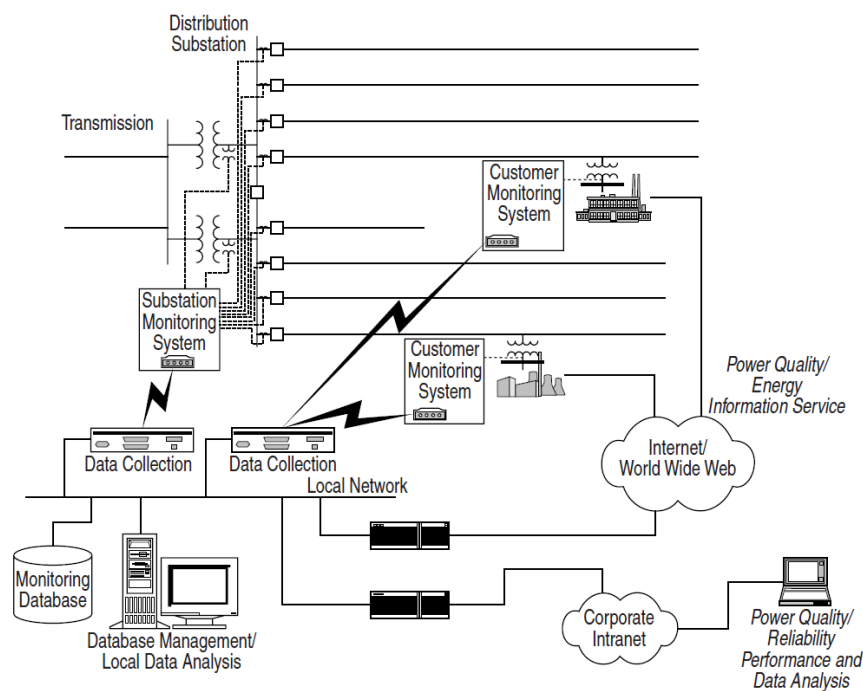 Distribution
Substation
Transmission
Customer
Monitoring
System
Substation
Monitoring
System
Customer
Monitoring
System
Power Quality/
Energy
Information Service
Data Collection
Data Collection
Internet/
World Wide Web
Local Network
Monitoring
Database
Database Management/
Local Data Analysis
Corporate
Intranet
Power Quality/
Reliability
Performance and
Data Analysis